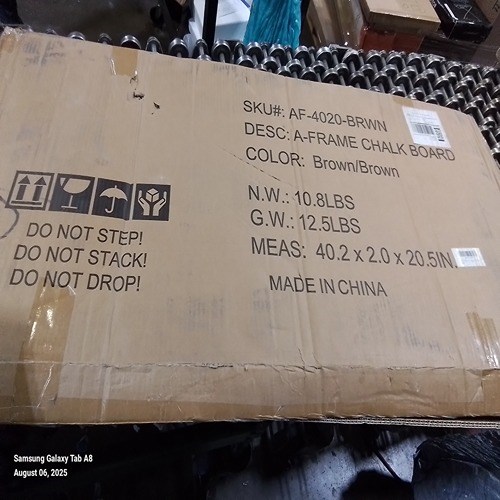 SKU#: AF-4020-BRWN
DESC: A-FRAME CHALK BOARD
COLOR: Brown/Brown
N.W.: 10.8LBS
G.W.: 12.5LBS
MEAS: 40.2 x 2.0 x 20.5IN.
MADE IN CHINA
DO NOT STEP!
DO NOT STACK!
DO NOT DROP!
Samsung Galaxy Tab A8
August 06, 2025